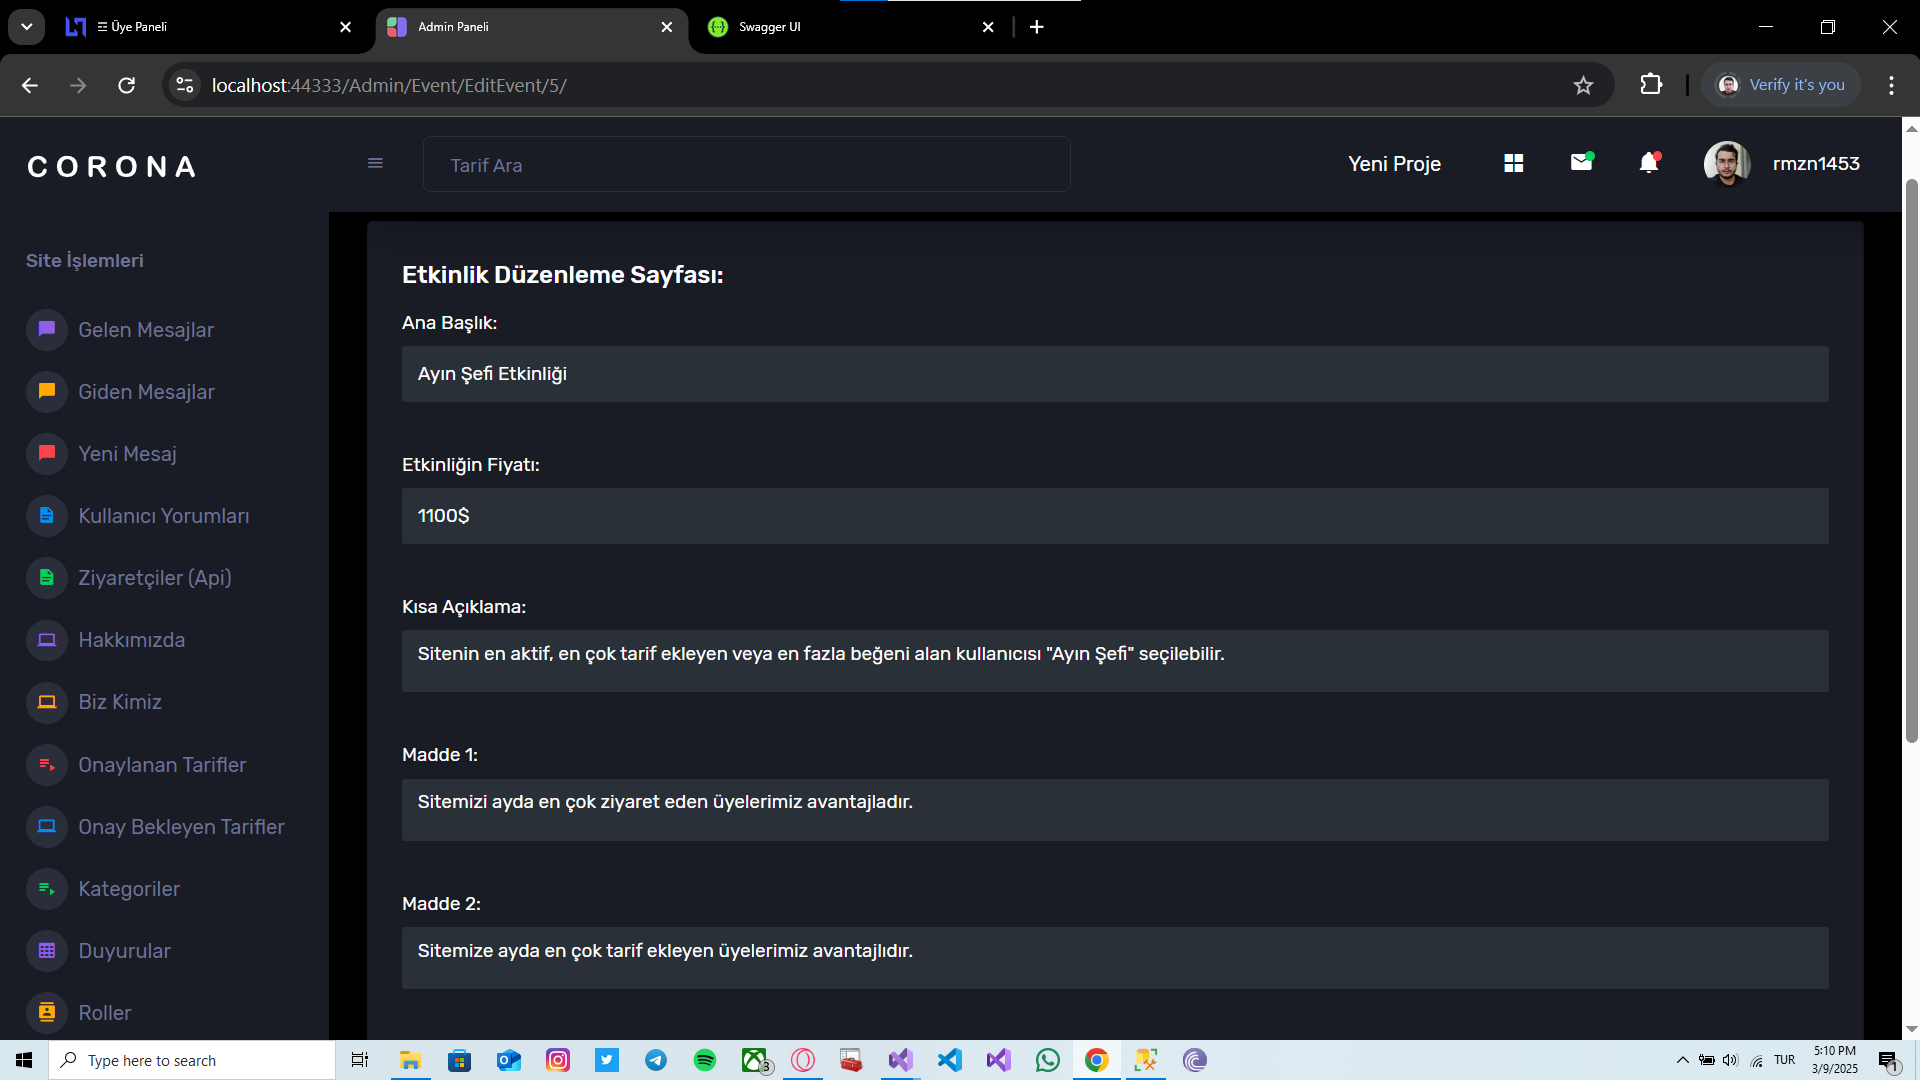 Üye Paneli
Admin Paneli
Swagger UI
localhost:44333/Admin/Event/EditEvent/5/
Verify it's you
CORONA
Tarif Ara
Yeni Proje
rmzn1453
Site İşlemleri
Gelen Mesajlar
Giden Mesajlar
Yeni Mesaj
Kullanıcı Yorumları
Ziyaretçiler (Api)
Hakkımızda
Biz Kimiz
Onaylanan Tarifler
Onay Bekleyen Tarifler
Kategoriler
Duyurular
Roller
Etkinlik Düzenleme Sayfası:
Ana Başlık:
Ayın Şefi Etkinliği
Etkinliğin Fiyatı:
1100$
Kısa Açıklama:
Sitenin en aktif, en çok tarif ekleyen veya en fazla beğeni alan kullanıcısı "Ayın Şefi" seçilebilir.
Madde 1:
Sitemizi ayda en çok ziyaret eden üyelerimiz avantajladır.
Madde 2:
Sitemize ayda en çok tarif ekleyen üyelerimiz avantajlıdır.
Type here to search
3
TUR
5:10 PM
3/9/2025
1